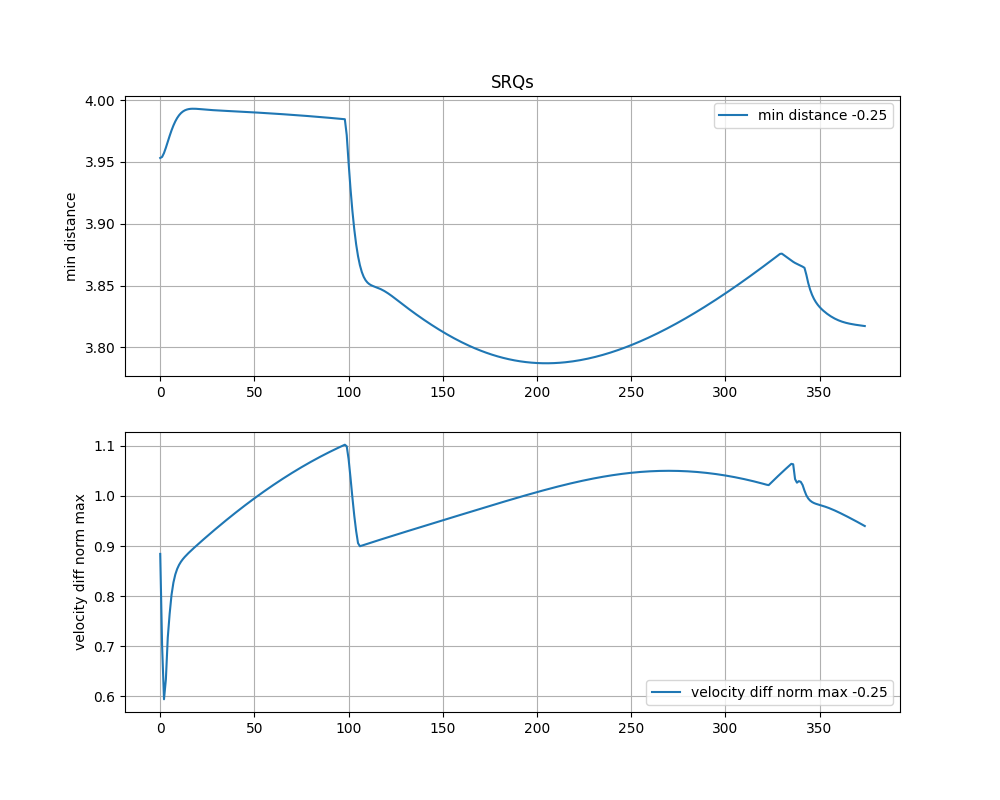 SRQs
min distance
4.00
3.95
3.90
3.85
3.80
min distance -0.25
0 50 100 150 200 250 300 350
velocity diff norm max
1.1
1.0
0.9
0.8
0.7
0.6
velocity diff norm max -0.25
0 50 100 150 200 250 300 350